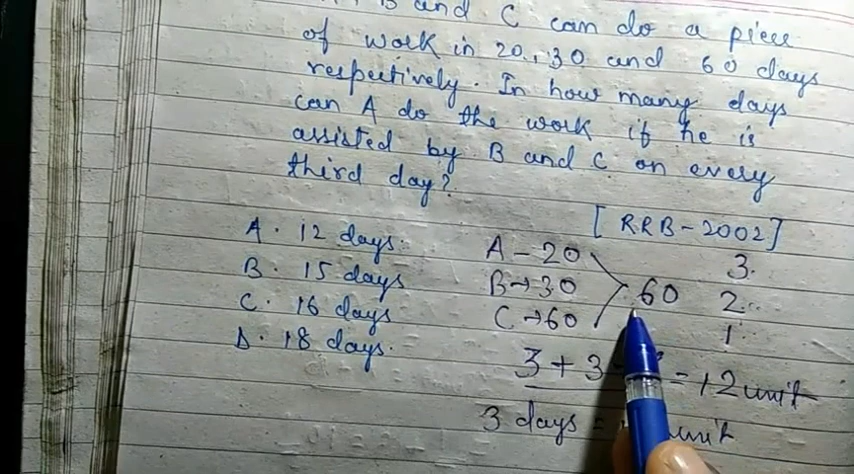 B and C can do a piece
of work in 20, 30 and 60 days
respectively. In how many days
can A do the work if he is
assisted by B and C on every
third day?
[RRB-2002]
A. 12 days.
B. 15 days
C. 16 days
D. 18 days.
A - 20 3.
B → 30 60 2.
C → 60 1
3 + 3 = 12 unit
3 days = unit